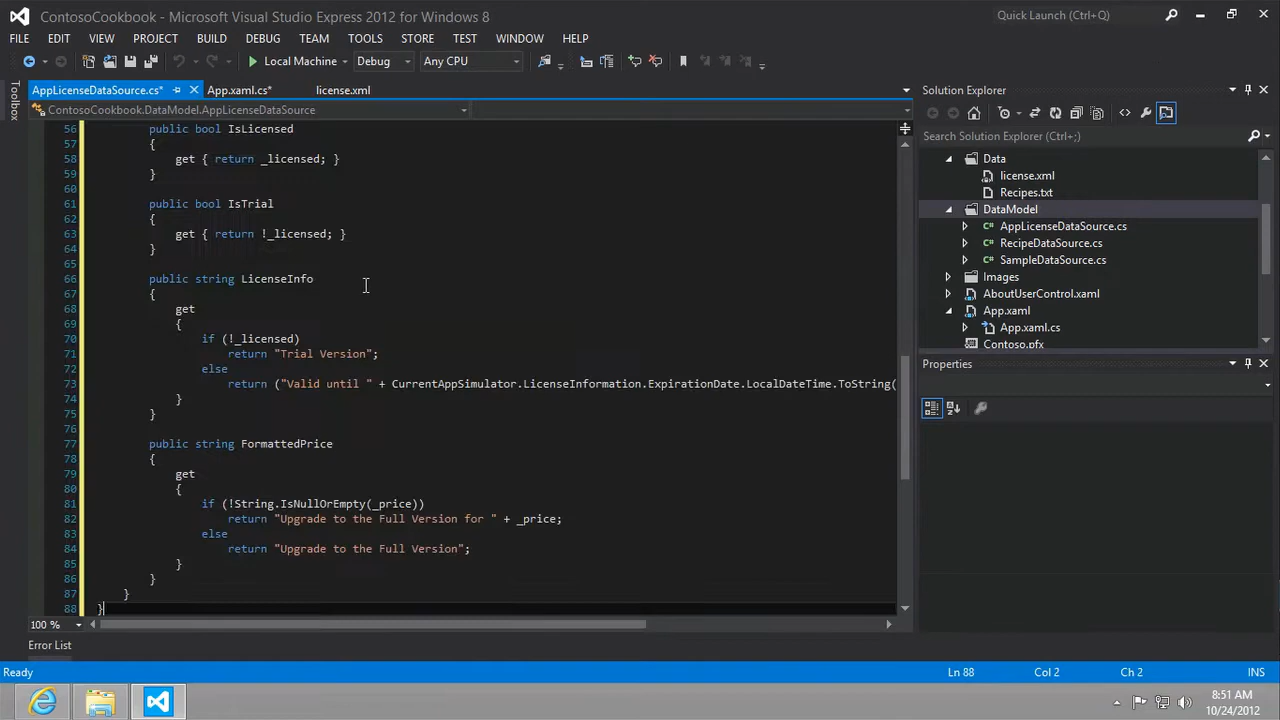 ContosoCookbook - Microsoft Visual Studio Express 2012 for Windows 8
Quick Launch (Ctrl+Q)
FILE EDIT VIEW PROJECT BUILD DEBUG TEAM TOOLS STORE TEST WINDOW HELP
Local Machine Debug Any CPU
Toolbox
AppLicenseDataSource.cs* App.xaml.cs* license.xml
ContosoCookbook.DataModel.AppLicenseDataSource
56 public bool IsLicensed
57 {
58 get { return _licensed; }
59 }
60
61 public bool IsTrial
62 {
63 get { return !_licensed; }
64 }
65
66 public string LicenseInfo
67 {
68 get
69 {
70 if (!_licensed)
71 return "Trial Version";
72 else
73 return ("Valid until " + CurrentAppSimulator.LicenseInformation.ExpirationDate.LocalDateTime.ToString(
74 }
75 }
76
77 public string FormattedPrice
78 {
79 get
80 {
81 if (!String.IsNullOrEmpty(_price))
82 return "Upgrade to the Full Version for " + _price;
83 else
84 return "Upgrade to the Full Version";
85 }
86 }
87 }
88 }
100 %
Error List
Solution Explorer
Search Solution Explorer (Ctrl+;)
Data
license.xml
Recipes.txt
DataModel
AppLicenseDataSource.cs
RecipeDataSource.cs
SampleDataSource.cs
Images
AboutUserControl.xaml
App.xaml
App.xaml.cs
Contoso.pfx
Properties
Ready Ln 88 Col 2 Ch 2 INS
8:51 AM
10/24/2012